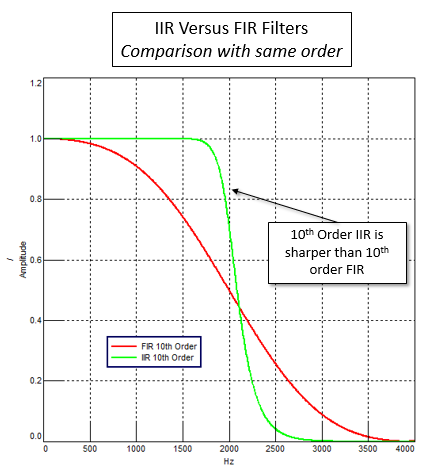 IIR Versus FIR Filters
Comparison with same order
1.2
1.0
0.8
0.6
0.4
0.2
0.0
/
Amplitude
10th Order IIR is
sharper than 10th
order FIR
FIR 10th Order
IIR 10th Order
0 500 1000 1500 2000 2500 3000 3500 4000
Hz